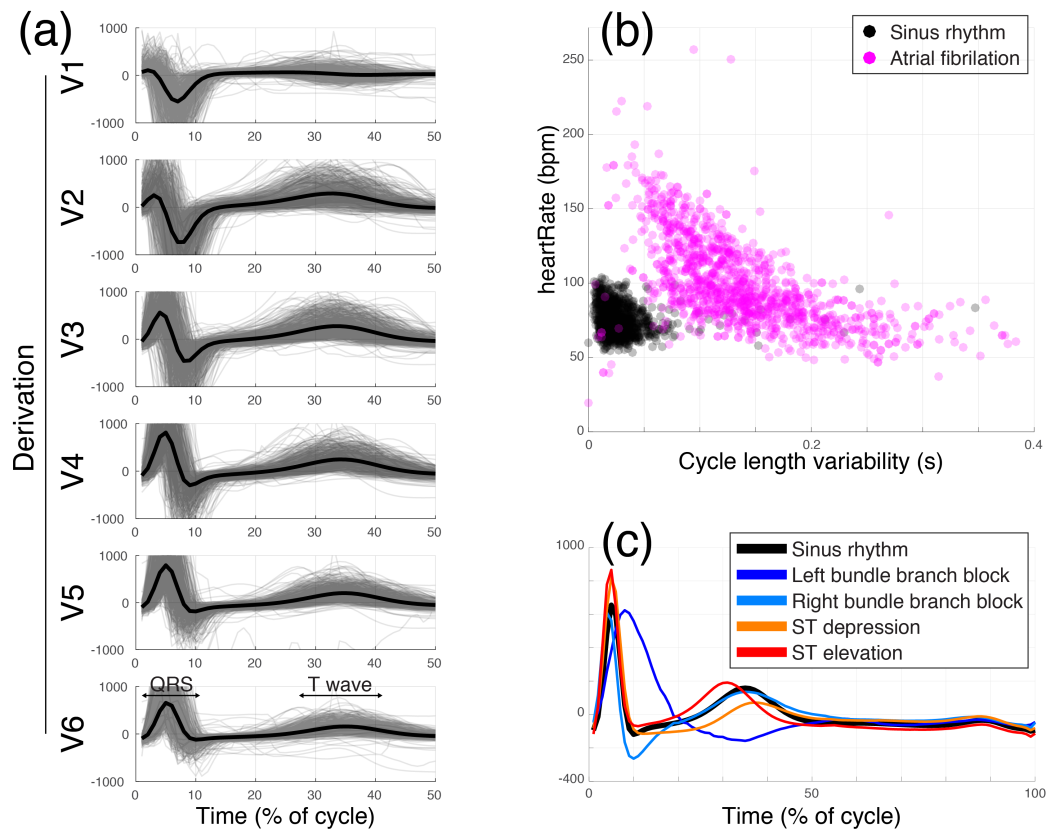 (a)
Derivation
V1
1000
0
-1000
0 10 20 30 40 50
V2
1000
0
-1000
0 10 20 30 40 50
V3
1000
0
-1000
0 10 20 30 40 50
V4
1000
0
-1000
0 10 20 30 40 50
V5
1000
0
-1000
0 10 20 30 40 50
V6
QRS T wave
1000
0
-1000
0 10 20 30 40 50
Time (% of cycle)
(b)
Sinus rhythm
Atrial fibrilation
heartRate (bpm)
250
200
150
100
50
0
0 0.2 0.4
Cycle length variability (s)
(c)
Sinus rhythm
Left bundle branch block
Right bundle branch block
ST depression
ST elevation
1000
0
-400
0 50 100
Time (% of cycle)